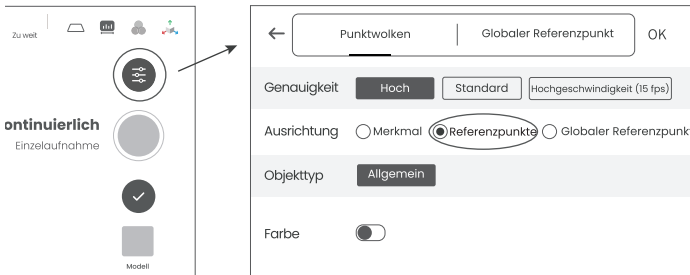 Zu weit
ontinuierlich
Einzelaufnahme
Modell
Punktwolken
Globaler Referenzpunkt
OK
Genauigkeit Hoch Standard Hochgeschwindigkeit (15 fps)
Ausrichtung Merkmal Referenzpunkte Globaler Referenzpunkt
Objekttyp Allgemein
Farbe